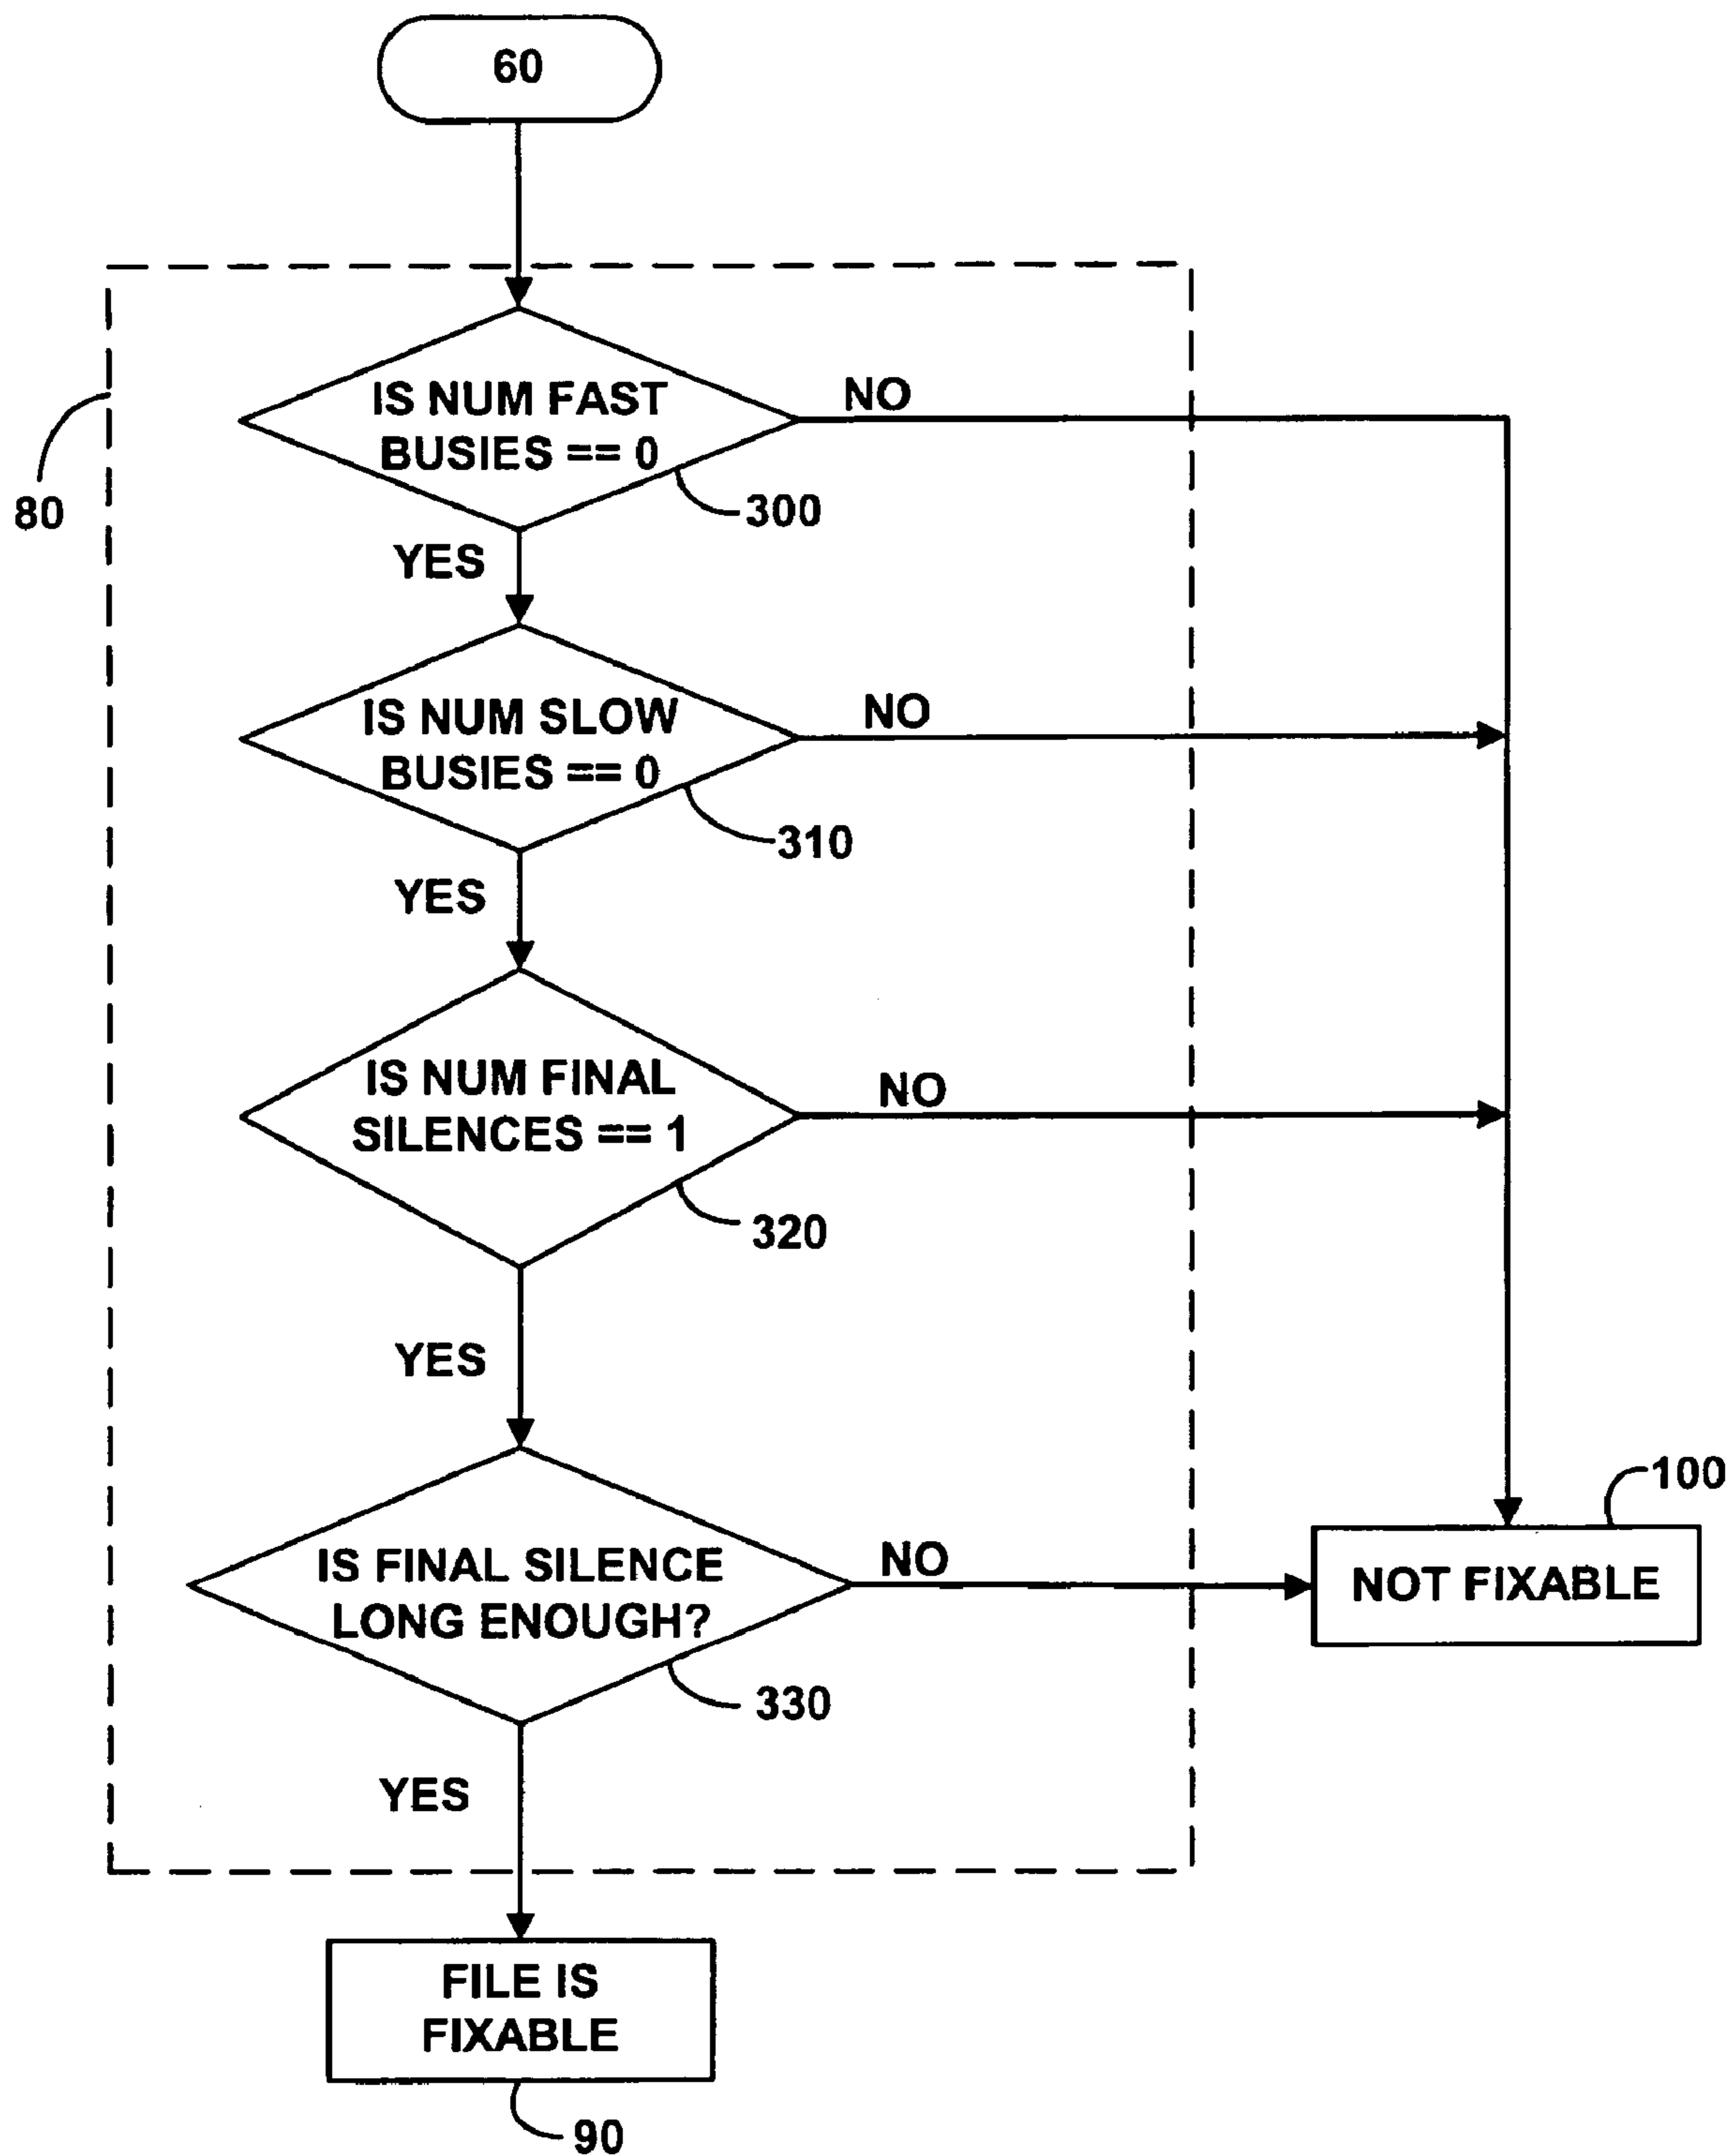 60
IS NUM FAST
BUSIES == 0
NO
300
80
YES
IS NUM SLOW
BUSIES == 0
NO
310
YES
IS NUM FINAL
SILENCES == 1
NO
320
YES
IS FINAL SILENCE
LONG ENOUGH?
NO
330
100
NOT FIXABLE
YES
FILE IS
FIXABLE
90